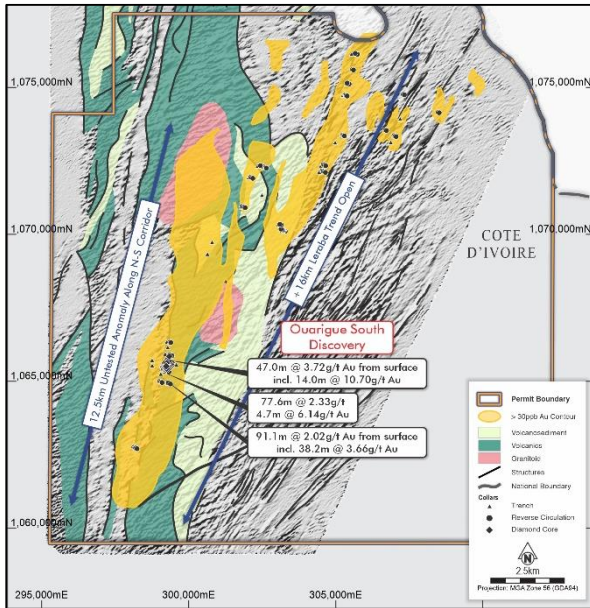 1,075,000mN
1,075,000mN
1,070,000mN
1,070,000mN
COTE
D'IVOIRE
12.5km Untested Anomaly Along N-S Corridor
+16km Leraba Trend Open
Ouarigue South
Discovery
47.0m @ 3.72g/t Au from surface
incl. 14.0m @ 10.70g/t Au
77.6m @ 2.33g/t
4.7m @ 6.14g/t Au
91.1m @ 2.02g/t Au from surface
incl. 38.2m @ 3.66g/t Au
1,065,000mN
1,060,000mN
295,000mE
300,000mE
305,000mE
Permit Boundary
> 30ppb Au Contour
Volcanosediment
Volcanics
Granitoid
Structures
National Boundary
Collars
Trench
Reverse Circulation
Diamond Core
N
2.5km
Projection: MGA Zone 56 (GDA94)